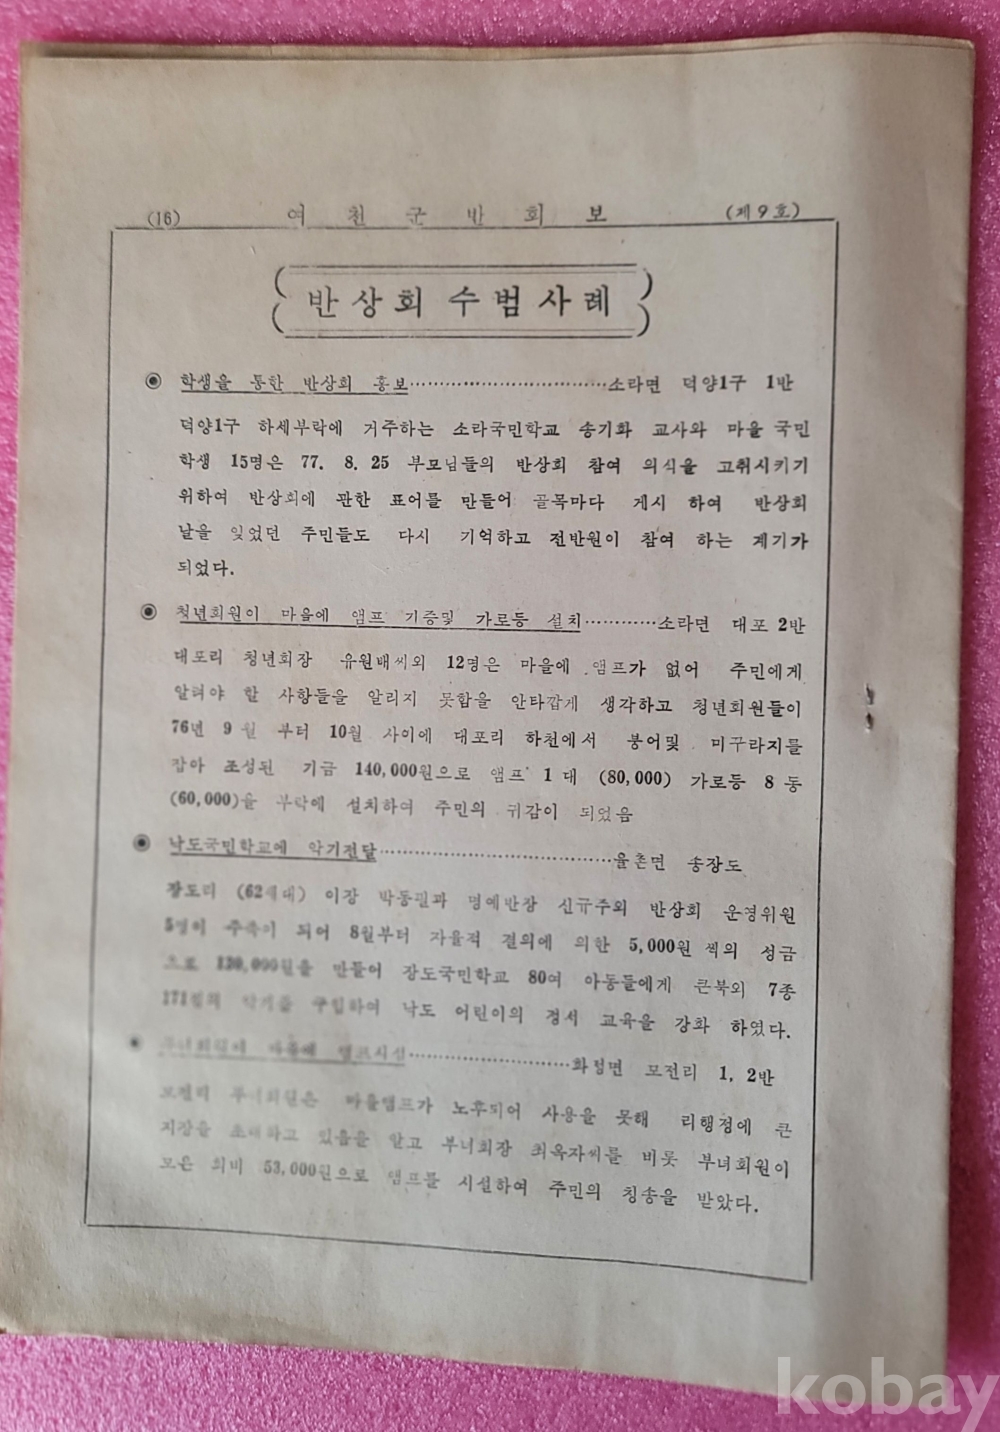 (16) 여천군반회보 (제9호)
반상회 수범사례
◉ 학생을 통한 반상회 홍보……………………………소라면 덕양1구 1반
덕양1구 하세부락에 거주하는 소라국민학교 송기화 교사와 마을 국민
학생 15명은 77. 8. 25 부모님들의 반상회 참여 의식을 고취시키기
위하여 반상회에 관한 표어를 만들어 골목마다 게시 하여 반상회
날을 잊었던 주민들도 다시 기억하고 전반원이 참여 하는 계기가
되었다.
◉ 청년회원이 마을에 앰프 기증및 가로등 설치…………소라면 대포 2반
대포리 청년회장 유원배씨외 12명은 마을에 앰프가 없어 주민에게
알려야 할 사항들을 알리지 못함을 안타깝게 생각하고 청년회원들이
76년 9월 부터 10월 사이에 대포리 하천에서 붕어및 미꾸라지를
잡아 조성된 기금 140,000원으로 앰프 1대 (80,000) 가로등 8동
(60,000)을 부락에 설치하여 주민의 귀감이 되었음
◉ 낙도국민학교에 악기전달…………………………………율촌면 송장도
장도리 (62세대) 이장 박동필과 명예반장 신규주외 반상회 운영위원
5명이 주축이 되어 8월부터 자율적 결의에 의한 5,000원 씩의 성금
으로 130,000원을 만들어 장도국민학교 80여 아동들에게 큰북외 7종
악기를 구입하여 낙도 어린이의 정서 교육을 강화 하였다.
◉ 부녀회원이 마을에 앰프시설………………………화정면 모전리 1, 2반
모전리 부녀회원은 마을앰프가 노후되어 사용을 못해 리행정에 큰
지장을 초래하고 있음을 알고 부녀회장 최옥자씨를 비롯 부녀회원이
모은 회비 53,000원으로 앰프를 시설하여 주민의 칭송을 받았다.
kobay